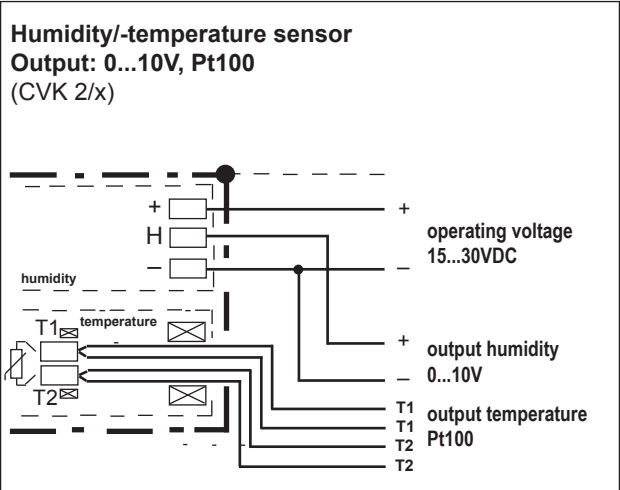 Humidity/-temperature sensor
Output: 0...10V, Pt100
(CVK 2/x)
+
+
H
operating voltage
15...30VDC
–
–
humidity
T1
temperature
+
output humidity
0...10V
–
T2
T1
output temperature
T1
Pt100
T2
T2